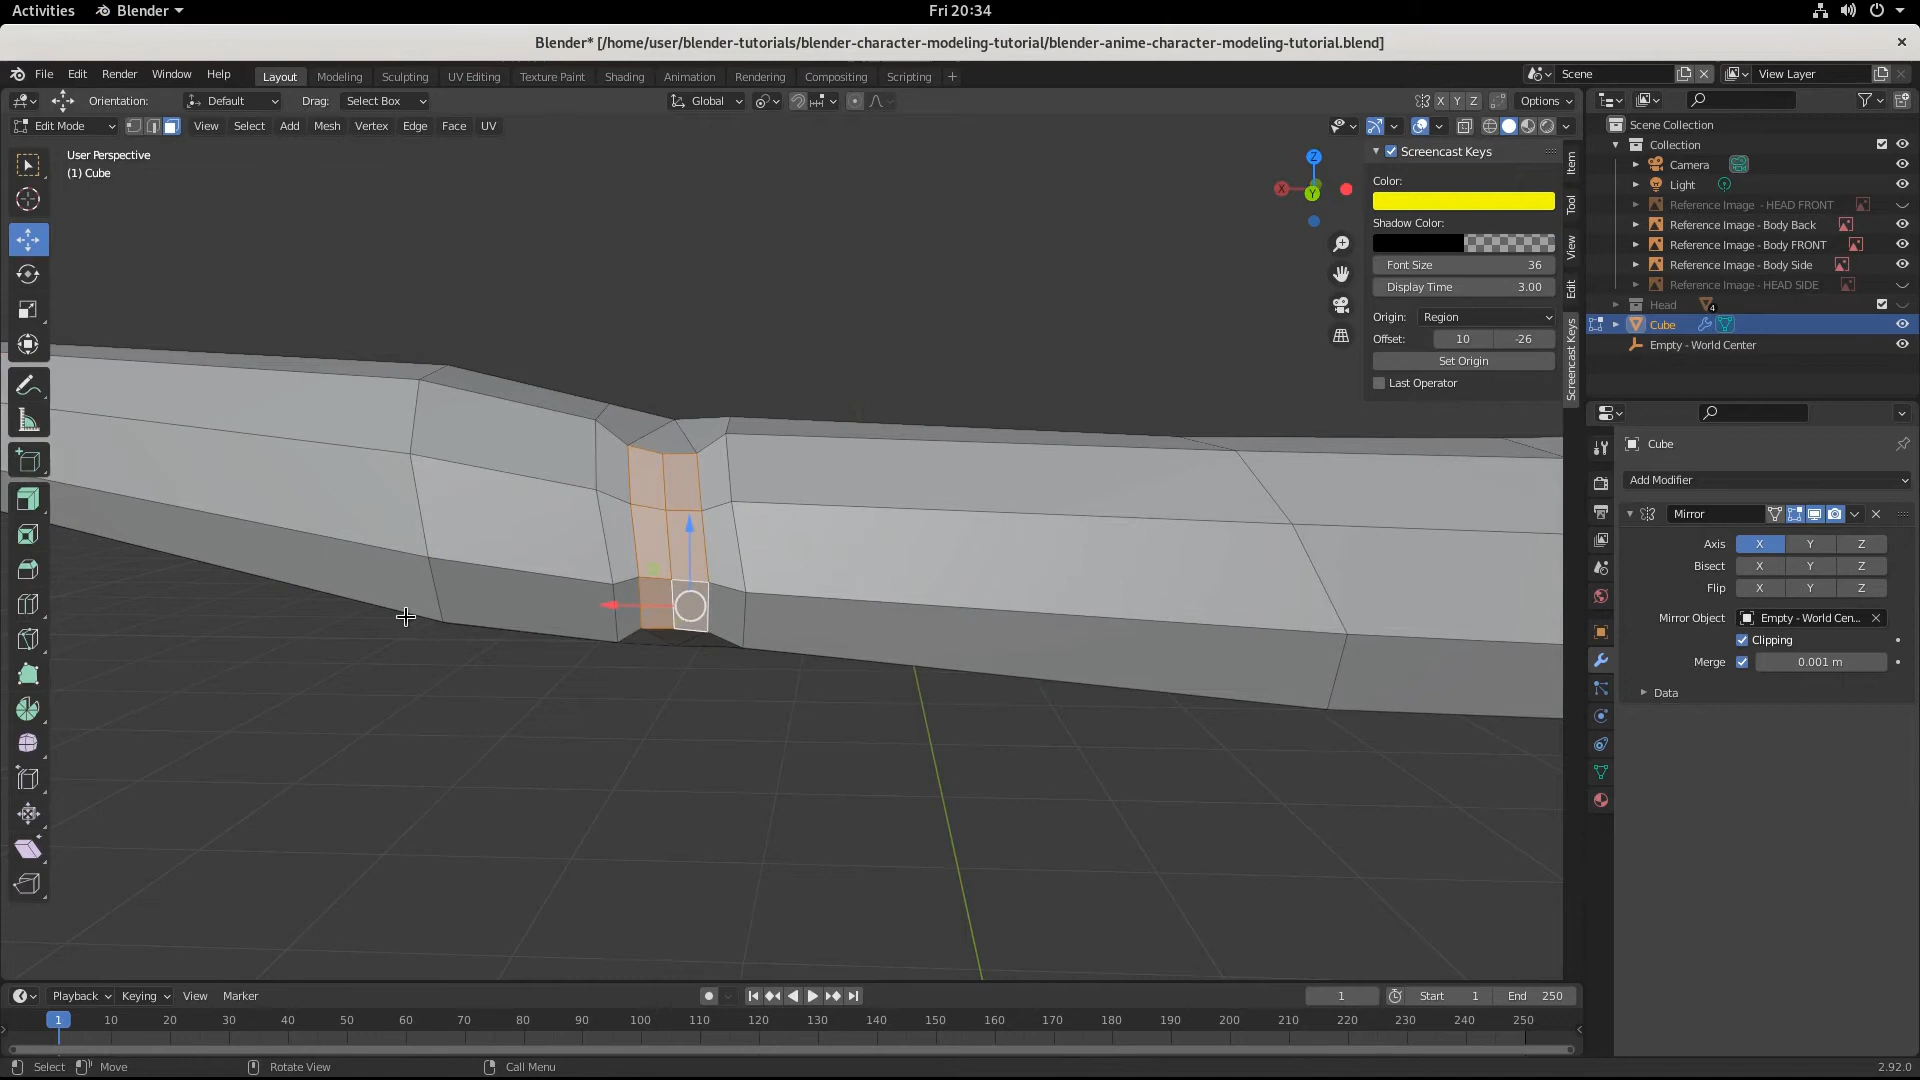 Activities Blender Fri 20:34
Blender* [/home/user/blender-tutorials/blender-character-modeling-tutorial/blender-anime-character-modeling-tutorial.blend]
File Edit Render Window Help Layout Modeling Sculpting UV Editing Texture Paint Shading Animation Rendering Compositing Scripting + Scene View Layer
Orientation: Default Drag: Select Box Global X Y Z Options
Edit Mode View Select Add Mesh Vertex Edge Face UV
User Perspective
(1) Cube
Z
X
Y
Screencast Keys
Color:
Shadow Color:
Font Size 36
Display Time 3.00
Origin: Region
Offset: 10 -26
Set Origin
Last Operator
Item
Tool
View
Edit
Screencast Keys
Scene Collection
Collection
Camera
Light
Reference Image - HEAD FRONT
Reference Image - Body Back
Reference Image - Body FRONT
Reference Image - Body Side
Reference Image - HEAD SIDE
Head 4
Cube
Empty - World Center
Cube
Add Modifier
Mirror
Axis X Y Z
Bisect X Y Z
Flip X Y Z
Mirror Object Empty - World Cen...
Clipping
Merge 0.001 m
Data
Playback Keying View Marker 1 Start 1 End 250
1 10 20 30 40 50 60 70 80 90 100 110 120 130 140 150 160 170 180 190 200 210 220 230 240 250
Select Move Rotate View Call Menu 2.92.0